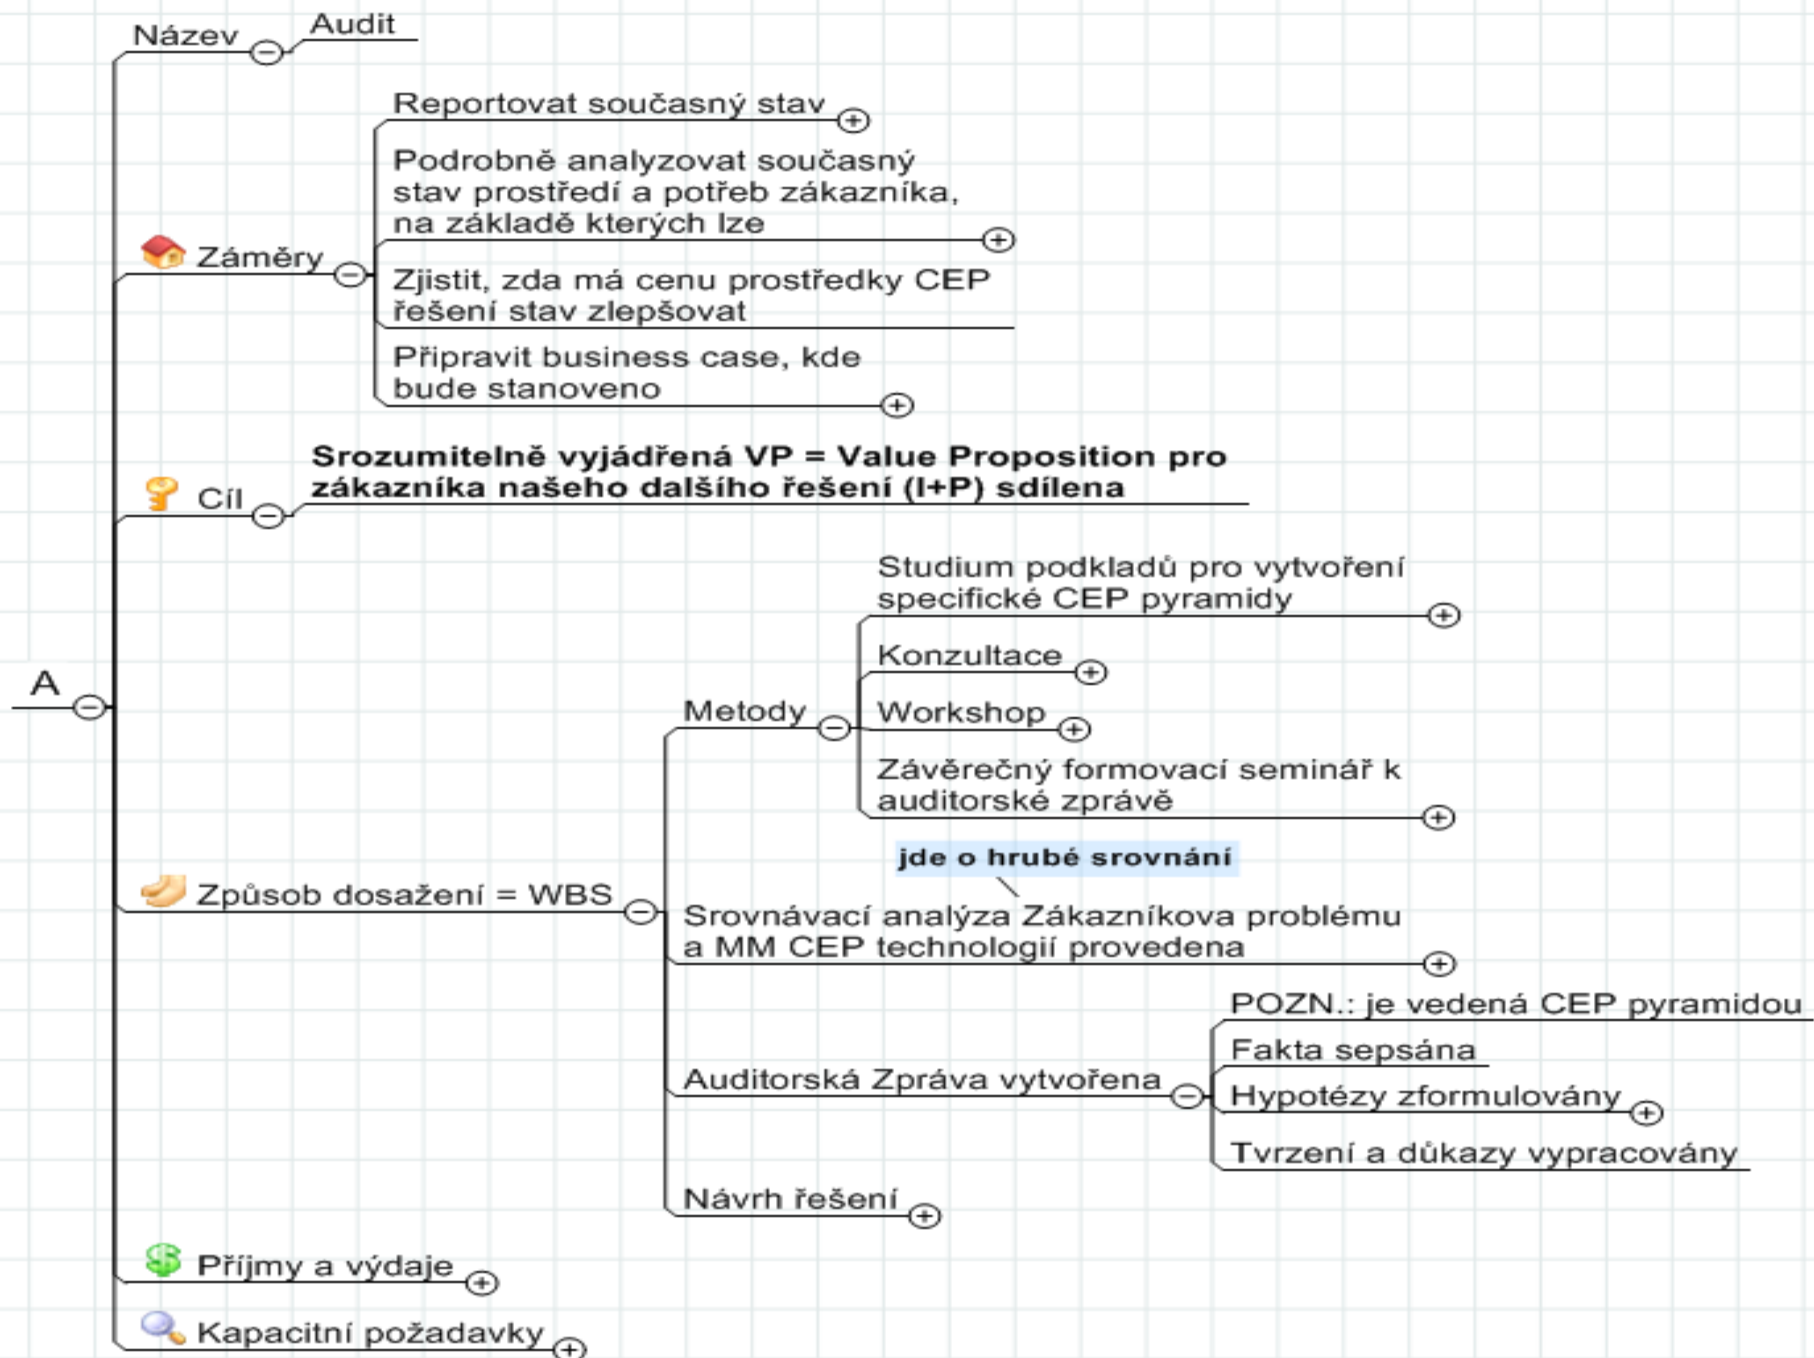 Název
Audit
Reportovat současný stav
Podrobně analyzovat současný
stav prostředí a potřeb zákazníka,
na základě kterých lze
Záměry
Zjistit, zda má cenu prostředky CEP
řešení stav zlepšovat
Připravit business case, kde
bude stanoveno
Srozumitelně vyjádřená VP = Value Proposition pro
zákazníka našeho dalšího řešení (I+P) sdílena
Cíl
Studium podkladů pro vytvoření
specifické CEP pyramidy
Konzultace
A
Metody
Workshop
Závěrečný formovací seminář k
auditorské zprávě
jde o hrubé srovnání
Způsob dosažení = WBS
Srovnávací analýza Zákazníkova problému
a MM CEP technologií provedena
POZN.: je vedená CEP pyramidou
Fakta sepsána
Auditorská Zpráva vytvořena
Hypotézy zformulovány
Tvrzení a důkazy vypracovány
Návrh řešení
Příjmy a výdaje
Kapacitní požadavky